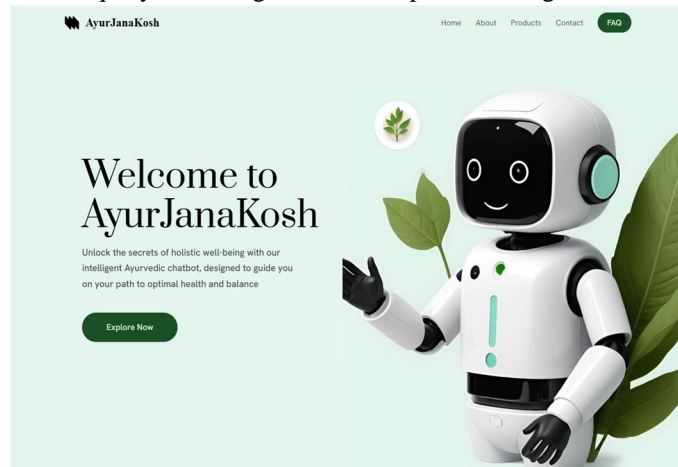 AyurJanaKosh
Home About Products Contact FAQ
Welcome to
AyurJanaKosh
Unlock the secrets of holistic well-being with our
intelligent Ayurvedic chatbot, designed to guide you
on your path to optimal health and balance
Explore Now